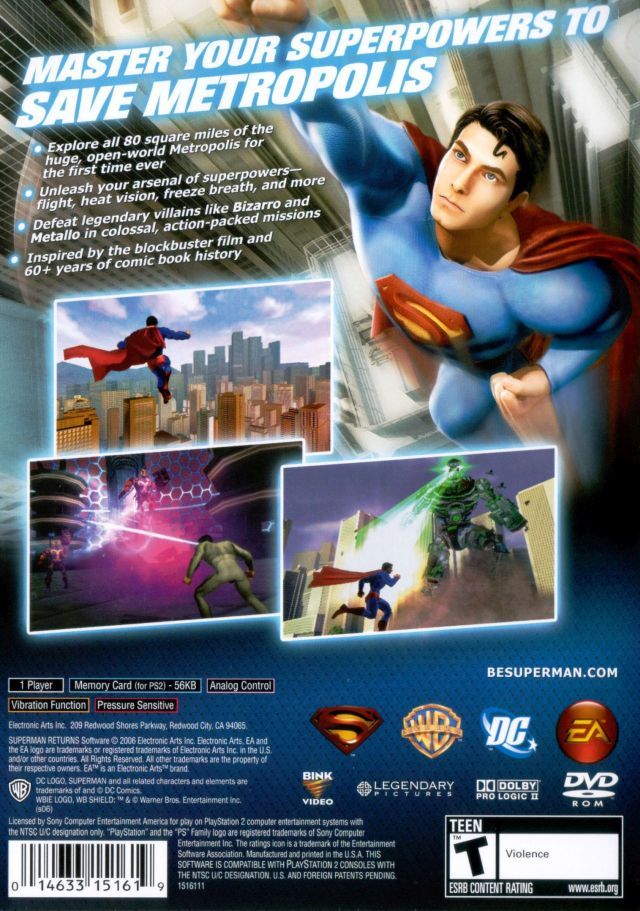 MASTER YOUR SUPERPOWERS TO
SAVE METROPOLIS
• Explore all 80 square miles of the
huge, open-world Metropolis for
the first time ever
• Unleash your arsenal of superpowers—
flight, heat vision, freeze breath, and more
• Defeat legendary villains like Bizarro and
Metallo in colossal, action-packed missions
• Inspired by the blockbuster film and
60+ years of comic book history
BESUPERMAN.COM
1 Player
Memory Card (for PS2) - 56KB
Analog Control
Vibration Function
Pressure Sensitive
Electronic Arts Inc. 209 Redwood Shores Parkway, Redwood City, CA 94065.
SUPERMAN RETURNS Software © 2006 Electronic Arts Inc. Electronic Arts, EA and
the EA logo are trademarks or registered trademarks of Electronic Arts Inc. in the U.S.
and/or other countries. All Rights Reserved. All other trademarks are the property of
their respective owners. EA™ is an Electronic Arts™ brand.
DC LOGO, SUPERMAN and all related characters and elements are
trademarks of and © DC Comics.
WBIE LOGO, WB SHIELD: ™ & © Warner Bros. Entertainment Inc.
(s06)
S
WB
DC
EA
BINK
VIDEO
LEGENDARY
PICTURES
DOLBY
PRO LOGIC II
DVD
ROM
Licensed by Sony Computer Entertainment America for play on PlayStation 2 computer entertainment systems with
the NTSC U/C designation only. "PlayStation" and the "PS" Family logo are registered trademarks of Sony Computer
Entertainment Inc. The ratings icon is a trademark of the Entertainment
Software Association. Manufactured and printed in the U.S.A. THIS
SOFTWARE IS COMPATIBLE WITH PLAYSTATION 2 CONSOLES WITH
THE NTSC U/C DESIGNATION. U.S. AND FOREIGN PATENTS PENDING.
1516111
0 14633 15161 9
TEEN
T
Violence
ESRB CONTENT RATING www.esrb.org